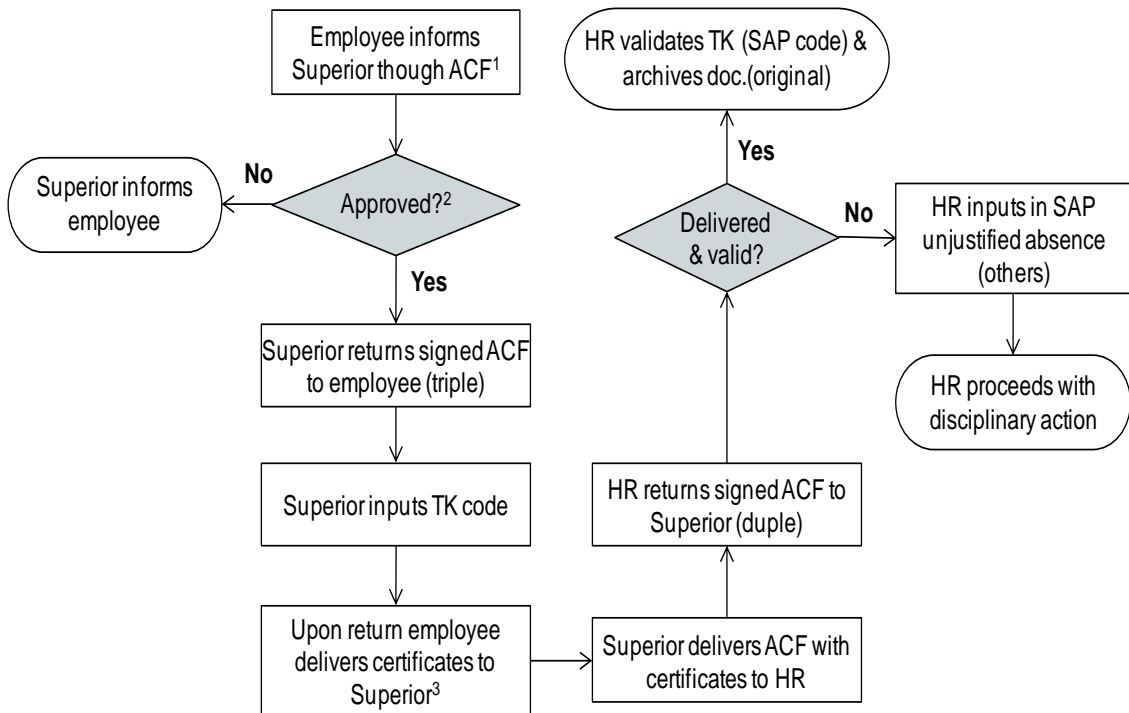 Employee informs
Superior though ACF¹
No
Superior informs
employee
Approved?²
Yes
Superior returns signed ACF
to employee (triple)
Superior inputs TK code
Upon return employee
delivers certificates to
Superior³
Superior delivers ACF with
certificates to HR
HR returns signed ACF to
Superior (duple)
Delivered
& valid?
Yes
HR validates TK (SAP code) &
archives doc.(original)
No
HR inputs in SAP
unjustified absence
(others)
HR proceeds with
disciplinary action